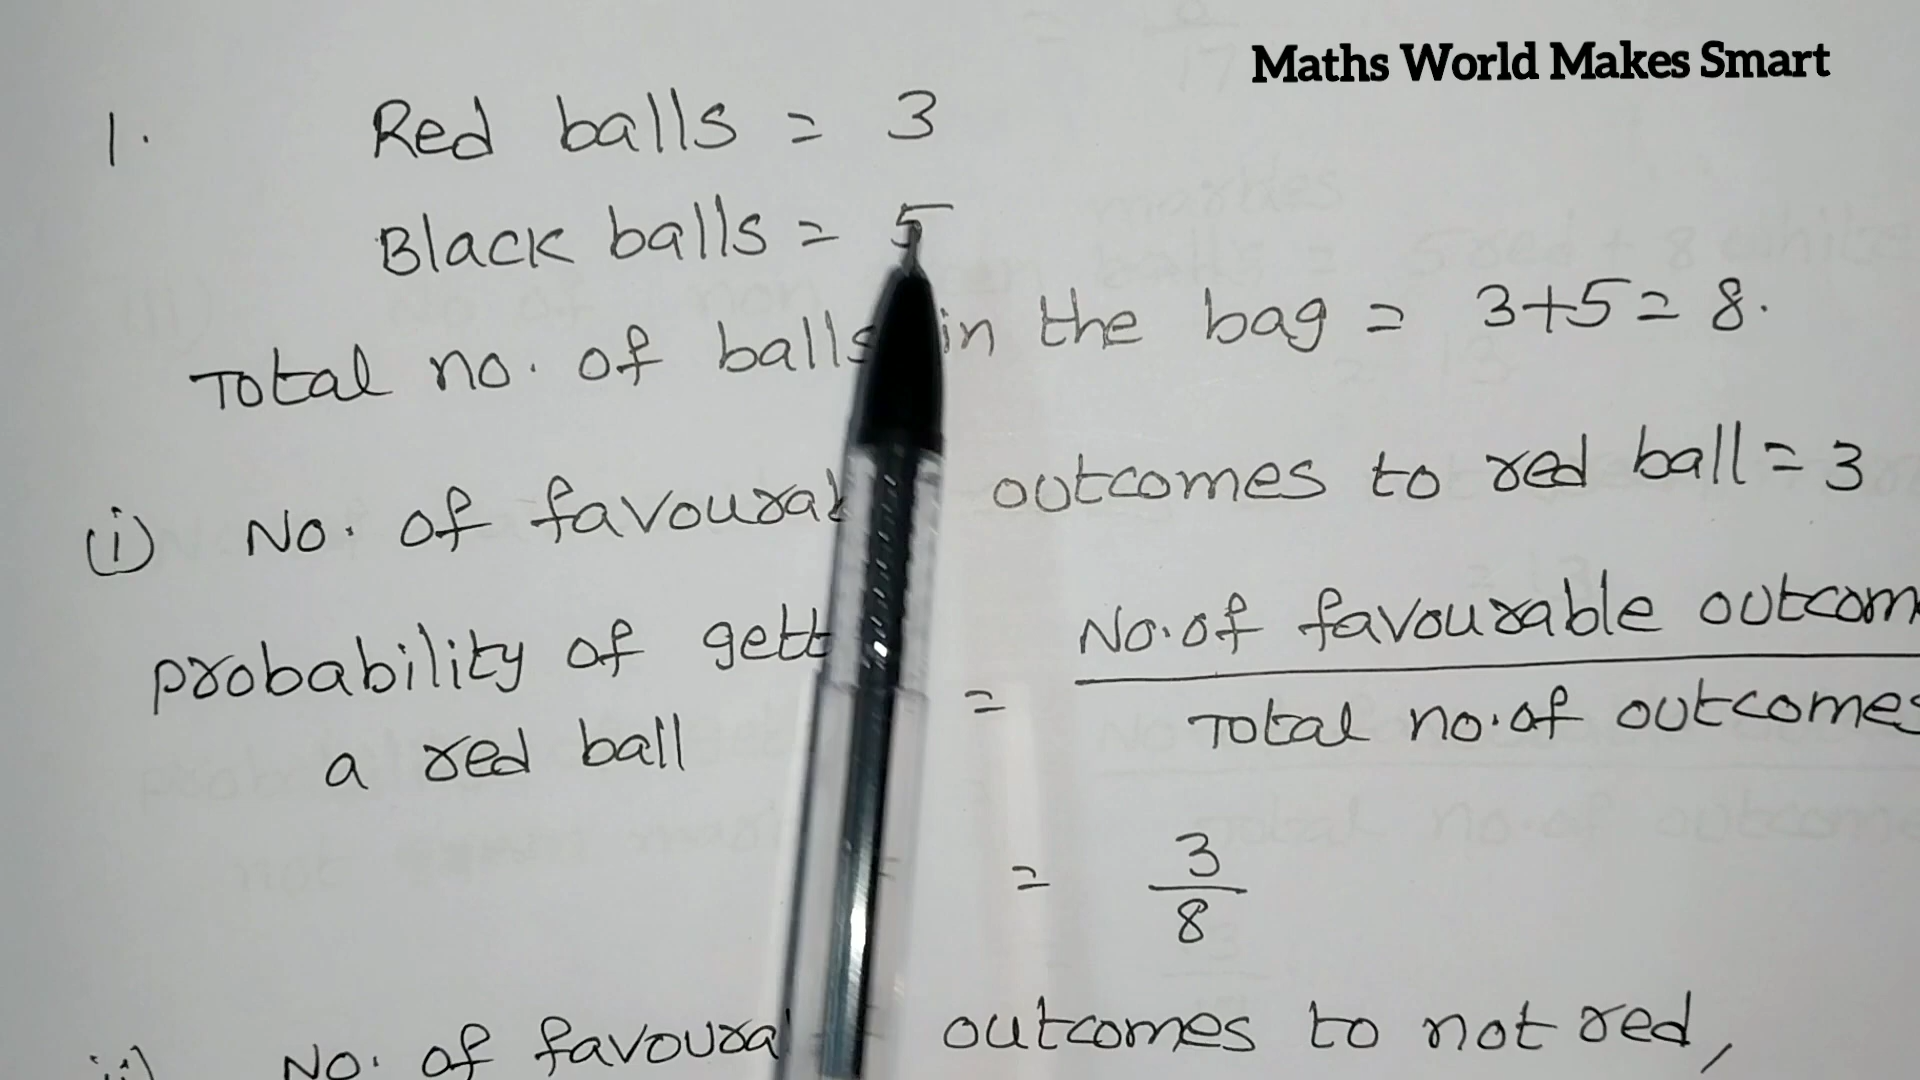 Maths World Makes Smart
1. Red balls = 3
Black balls = 5
Total no. of balls in the bag = 3+5 = 8.
(i) No. of favourab outcomes to red ball = 3
probability of gett = No. of favourable outcom
a red ball Total no. of outcomes
= 3
8
No. of favoura outcomes to not red,